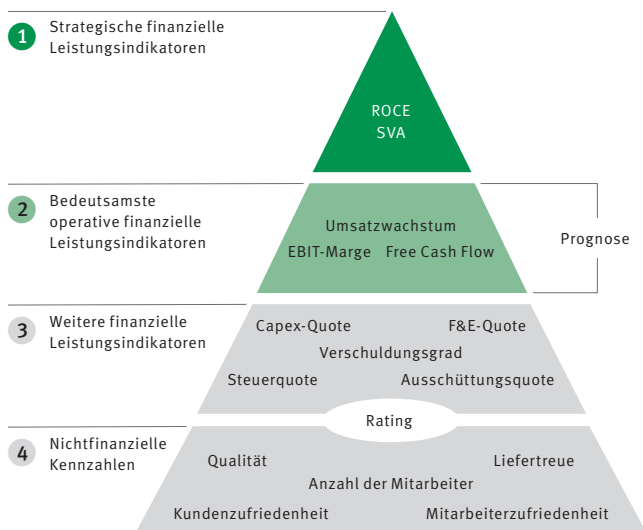 1 Strategische finanzielle
Leistungsindikatoren
ROCE
SVA
2 Bedeutsamste
operative finanzielle
Leistungsindikatoren
Umsatzwachstum
EBIT-Marge Free Cash Flow
Prognose
3 Weitere finanzielle
Leistungsindikatoren
Capex-Quote F&E-Quote
Verschuldungsgrad
Steuerquote Ausschüttungsquote
Rating
4 Nichtfinanzielle
Kennzahlen
Qualität Liefertreue
Anzahl der Mitarbeiter
Kundenzufriedenheit Mitarbeiterzufriedenheit